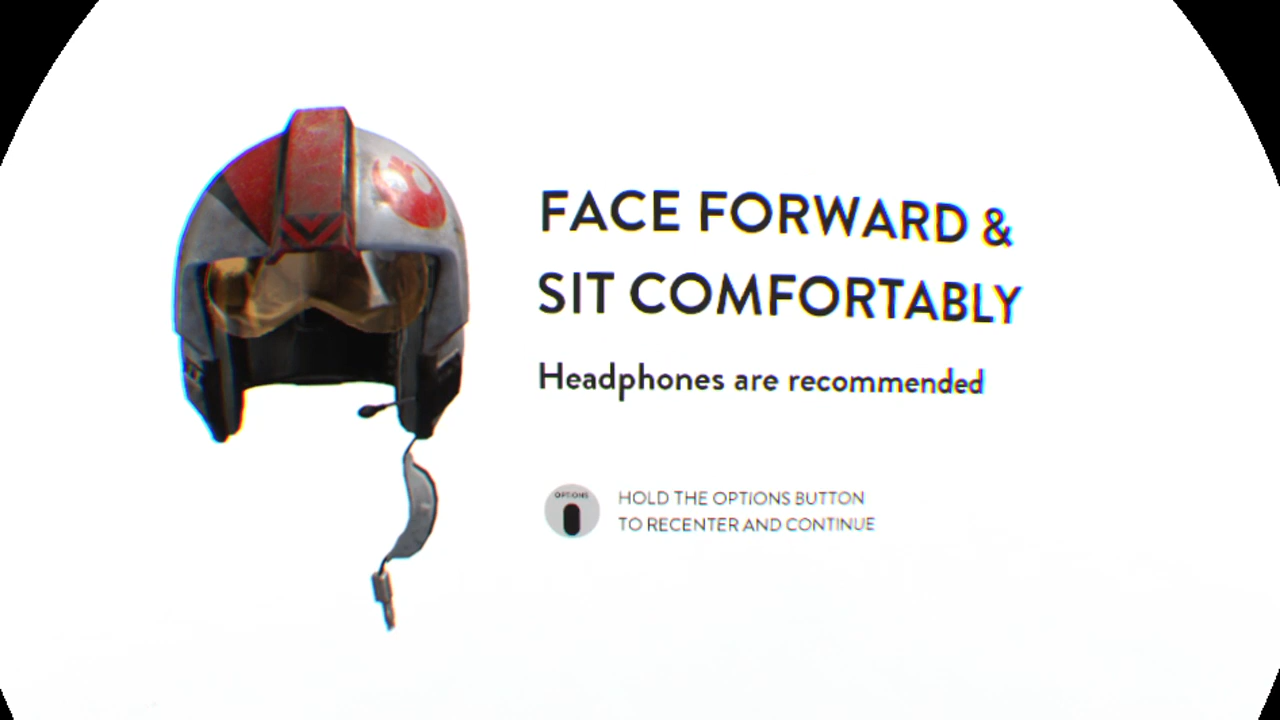 FACE FORWARD &
SIT COMFORTABLY
Headphones are recommended
OPTIONS
HOLD THE OPTIONS BUTTON
TO RECENTER AND CONTINUE